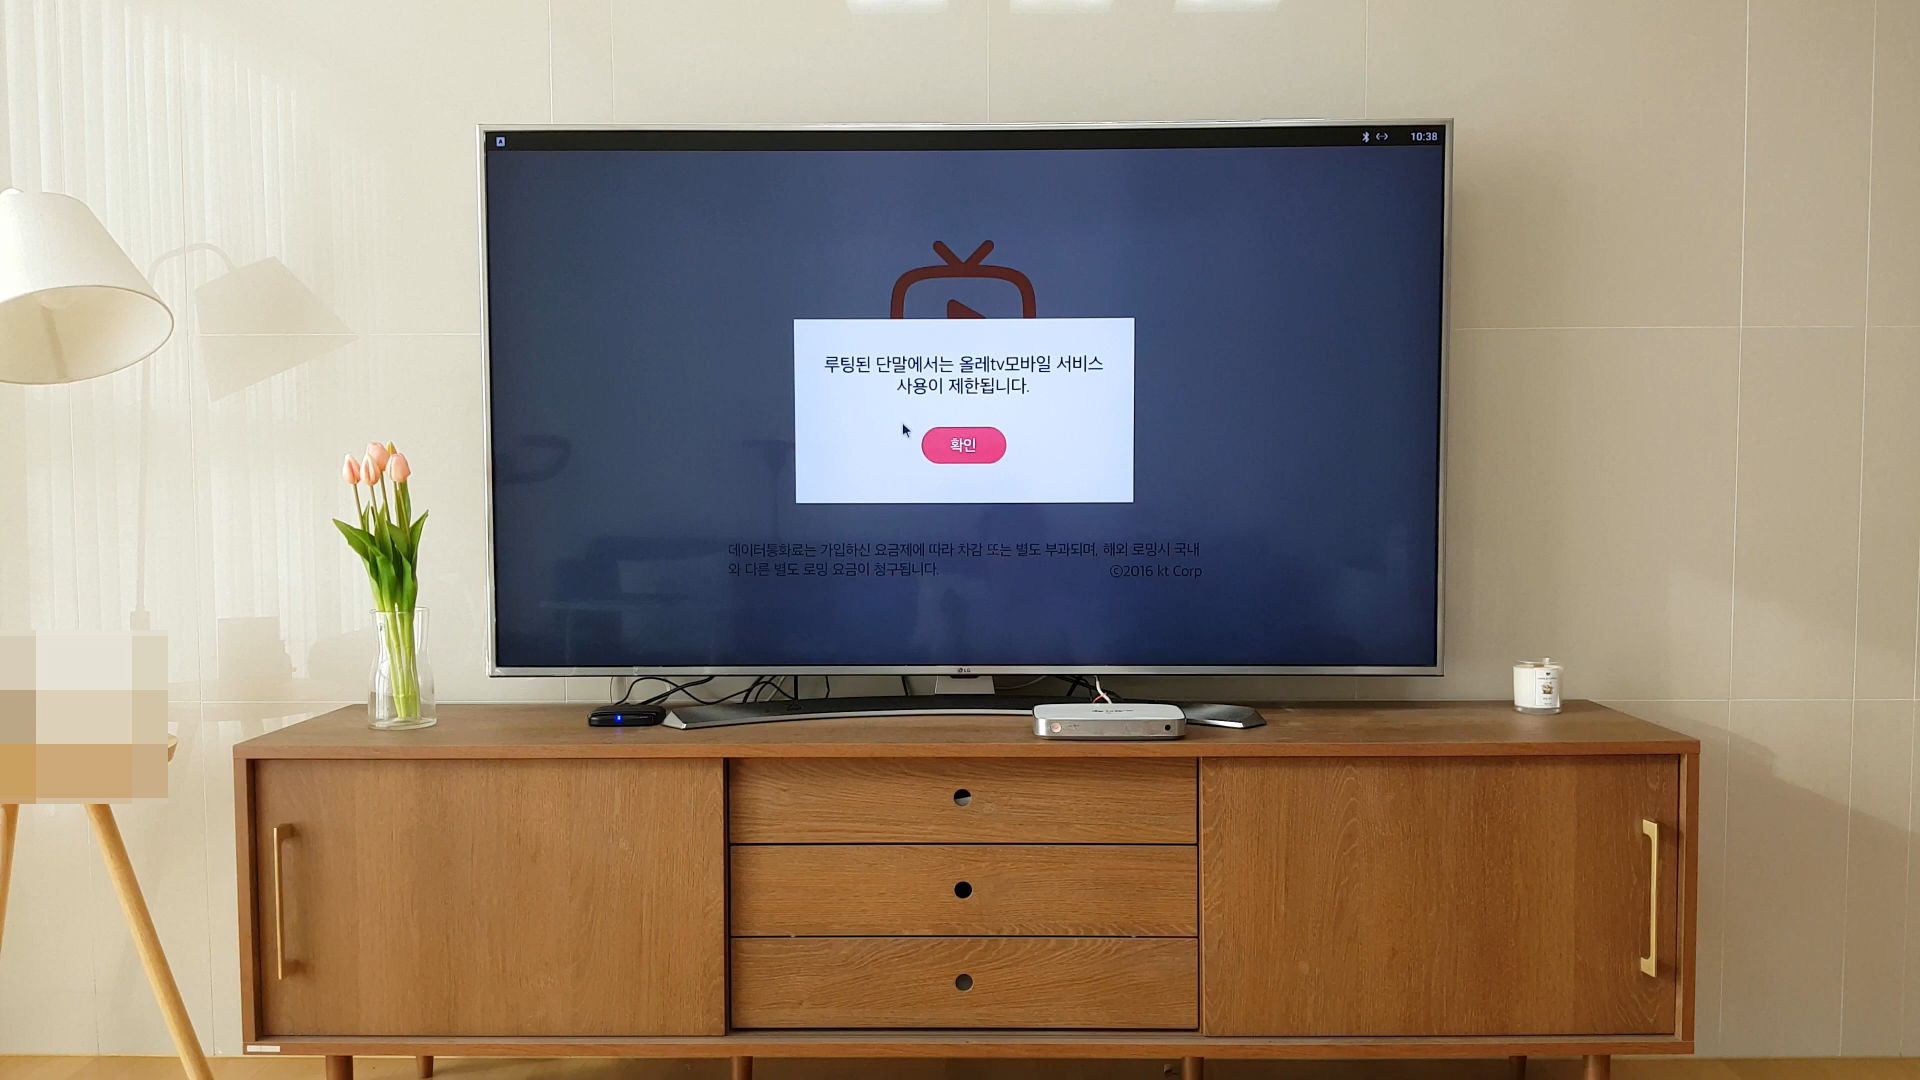 A
10:38
루팅된 단말에서는 올레tv모바일 서비스
사용이 제한됩니다.
확인
데이터통화료는 가입하신 요금제에 따라 차감 또는 별도 부과되며, 해외 로밍시 국내
와 다른 별도 로밍 요금이 청구됩니다.
©2016 kt Corp
LG